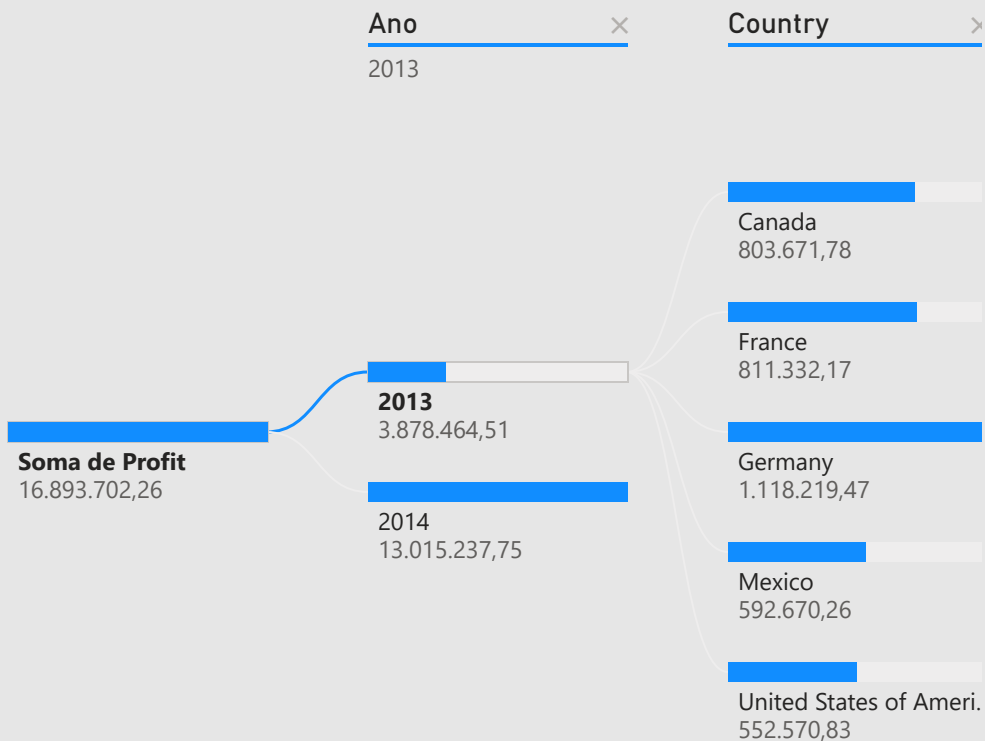 Ano
2013
Country
Soma de Profit
16.893.702,26
2013
3.878.464,51
2014
13.015.237,75
Canada
803.671,78
France
811.332,17
Germany
1.118.219,47
Mexico
592.670,26
United States of Ameri.
552.570,83